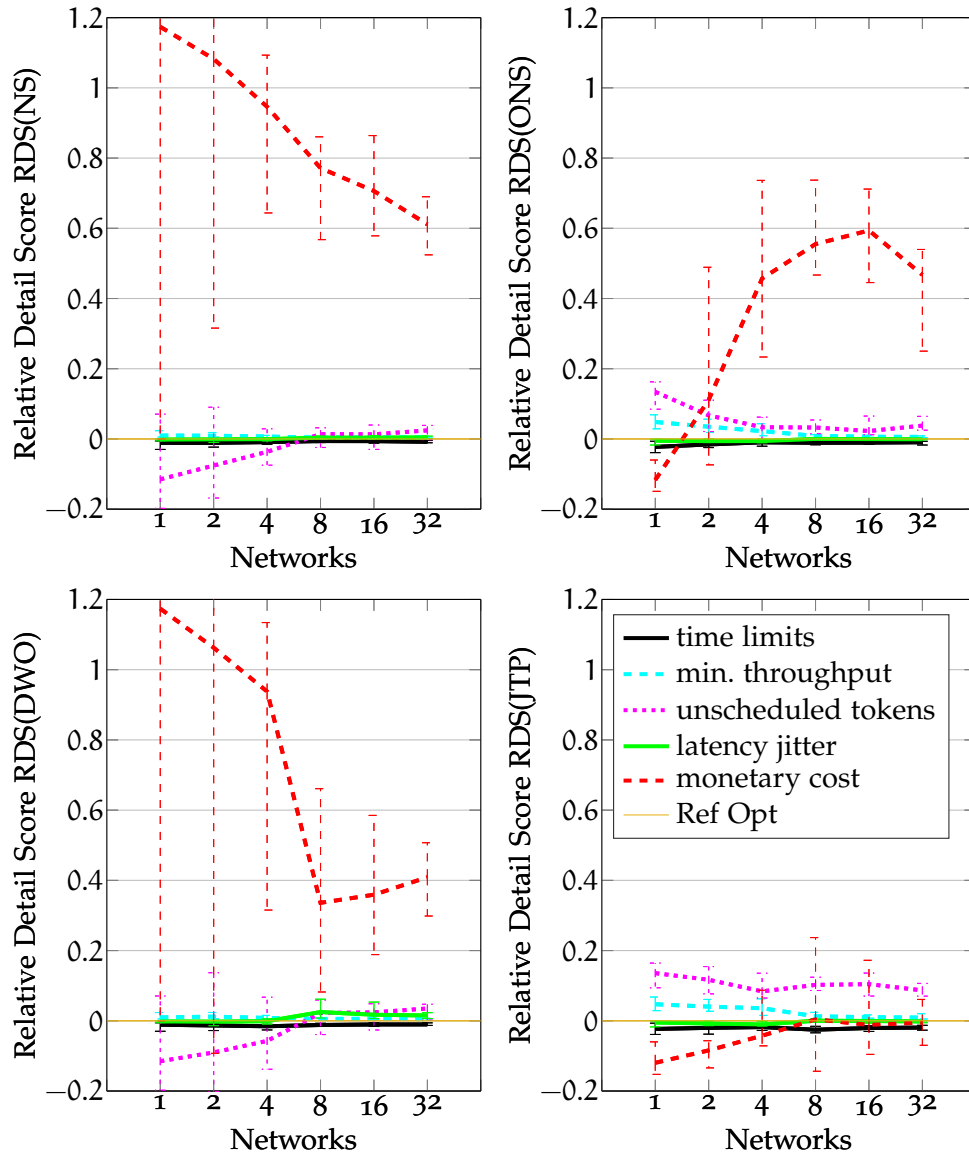 1.2
1
0.8
0.6
0.4
0.2
0
−0.2
Relative Detail Score RDS(NS)
1 2 4 8 16 32
Networks
1.2
1
0.8
0.6
0.4
0.2
0
−0.2
Relative Detail Score RDS(ONS)
1 2 4 8 16 32
Networks
1.2
1
0.8
0.6
0.4
0.2
0
−0.2
Relative Detail Score RDS(DWO)
1 2 4 8 16 32
Networks
1.2
1
0.8
0.6
0.4
0.2
0
−0.2
Relative Detail Score RDS(JTP)
time limits
min. throughput
unscheduled tokens
latency jitter
monetary cost
Ref Opt
1 2 4 8 16 32
Networks